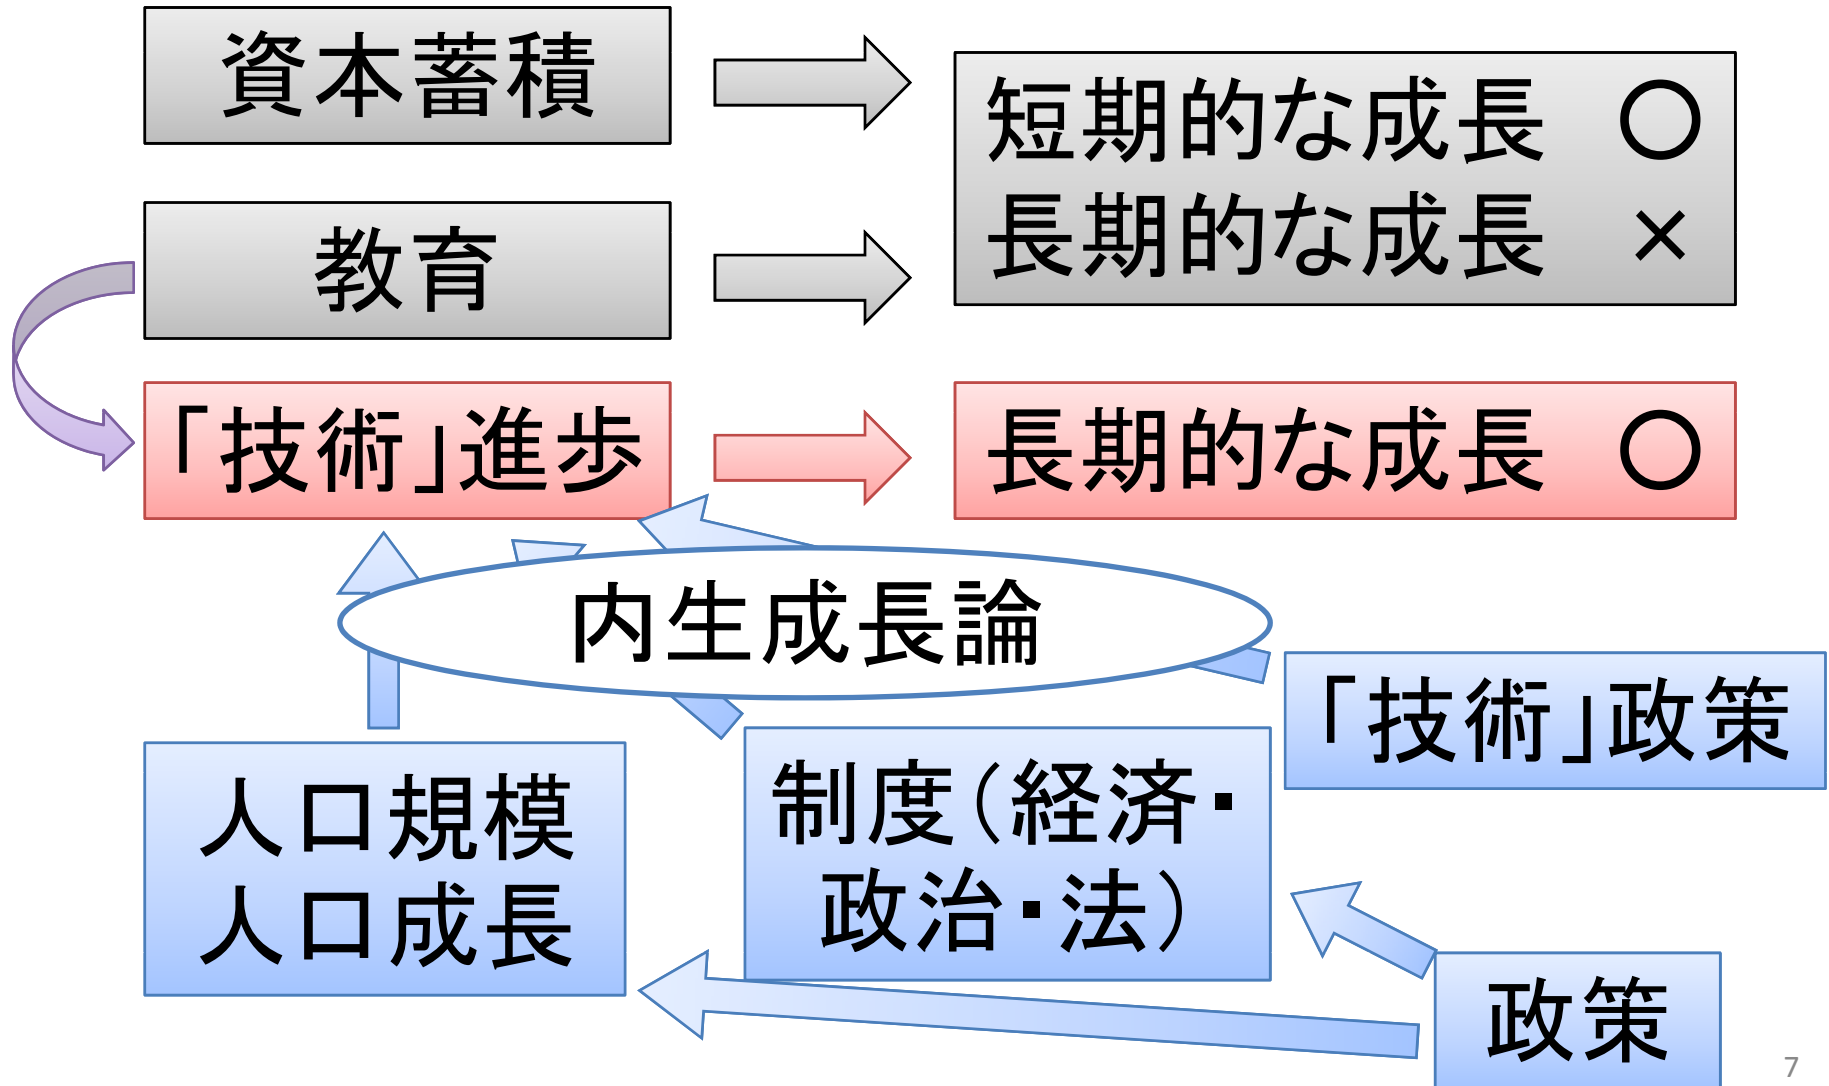 資本蓄積
短期的な成長 ○
長期的な成長 ×
教育
「技術」進歩
長期的な成長 ○
内生成長論
「技術」政策
人口規模
人口成長
制度(経済・
政治・法)
政策
7